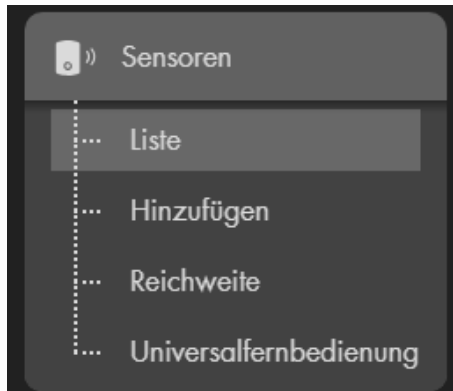 Sensoren
Liste
Hinzufügen
Reichweite
Universalfernbedienung